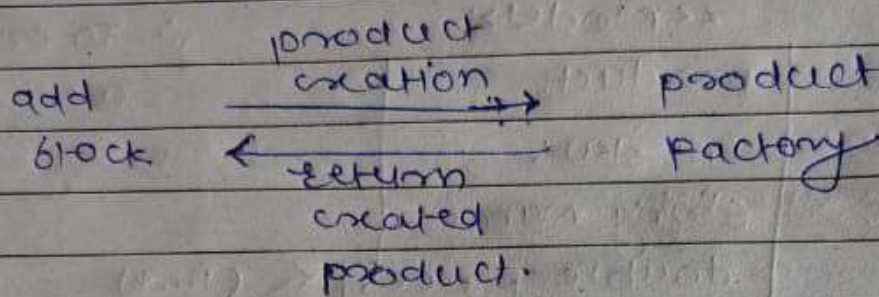 product
add creation product
block factory
return
created
product.